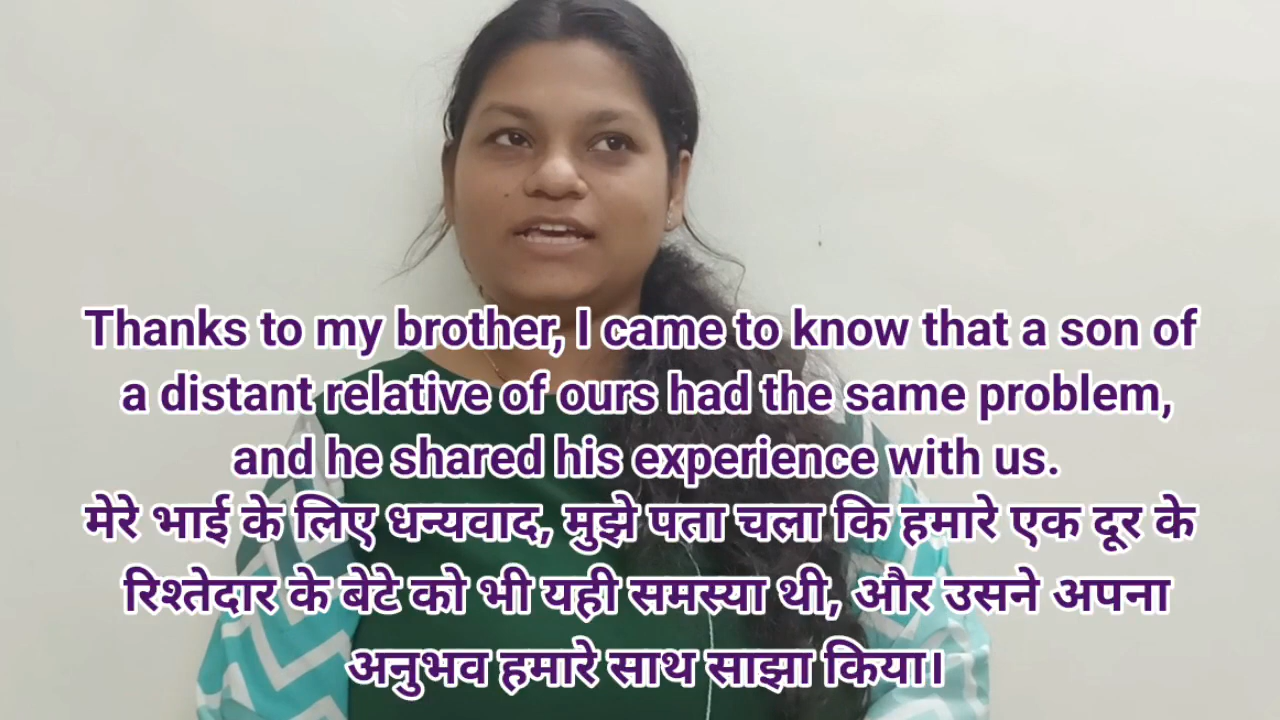 Thanks to my brother, I came to know that a son of
a distant relative of ours had the same problem,
and he shared his experience with us.
मेरे भाई के लिए धन्यवाद, मुझे पता चला कि हमारे एक दूर के
रिश्तेदार के बेटे को भी यही समस्या थी, और उसने अपना
अनुभव हमारे साथ साझा किया।